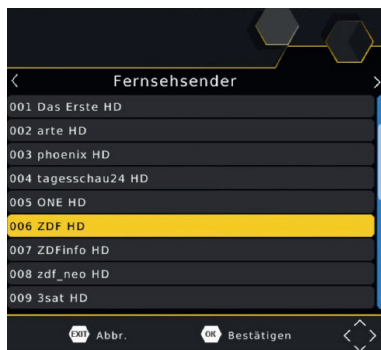 Fernsehsender
001 Das Erste HD
002 arte HD
003 phoenix HD
004 tagesschau24 HD
005 ONE HD
006 ZDF HD
007 ZDFinfo HD
008 zdf_neo HD
009 3sat HD
EXIT Abbr. OK Bestätigen